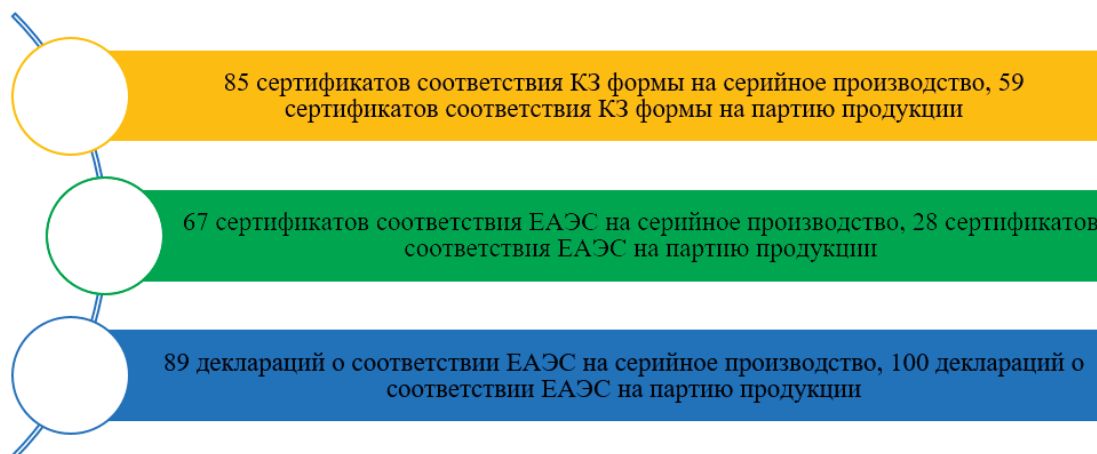 85 сертификатов соответствия КЗ формы на серийное производство, 59
сертификатов соответствия КЗ формы на партию продукции
67 сертификатов соответствия ЕАЭС на серийное производство, 28 сертификатов
соответствия ЕАЭС на партию продукции
89 деклараций о соответствии ЕАЭС на серийное производство, 100 деклараций о
соответствии ЕАЭС на партию продукции